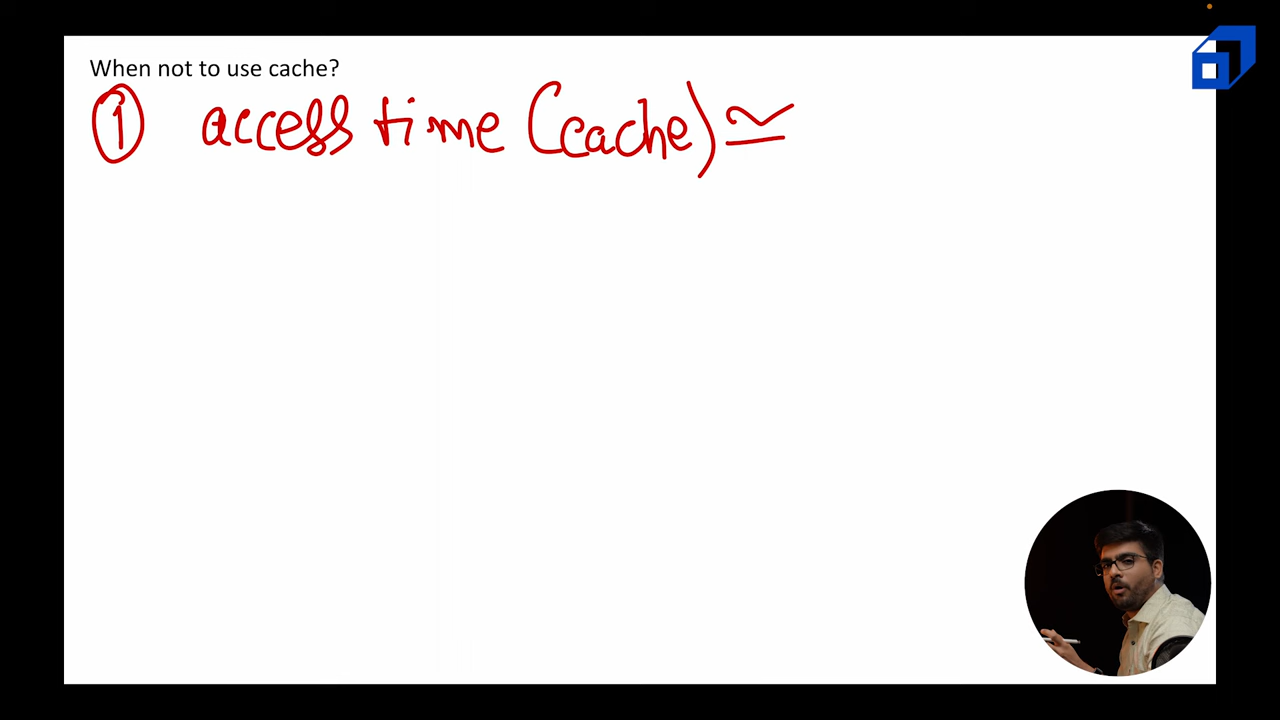 When not to use cache?
① access time (cache) ≃